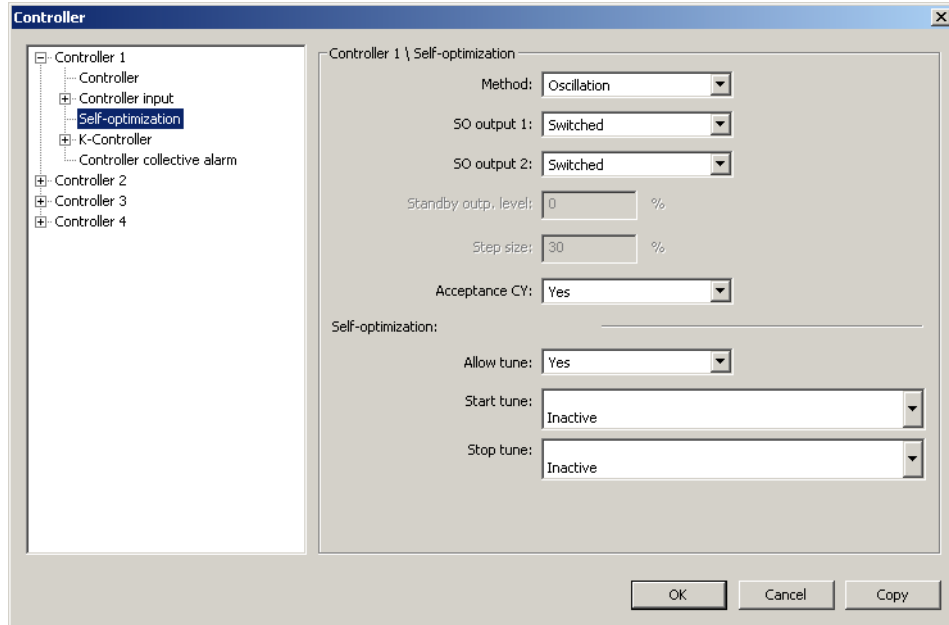 Controller
Controller 1
Controller
Controller input
Self-optimization
K-Controller
Controller collective alarm
Controller 2
Controller 3
Controller 4
Controller 1 \ Self-optimization
Method: Oscillation
SO output 1: Switched
SO output 2: Switched
Standby outp. level: 0 %
Step size: 30 %
Acceptance CY: Yes
Self-optimization:
Allow tune: Yes
Start tune: Inactive
Stop tune: Inactive
OK Cancel Copy